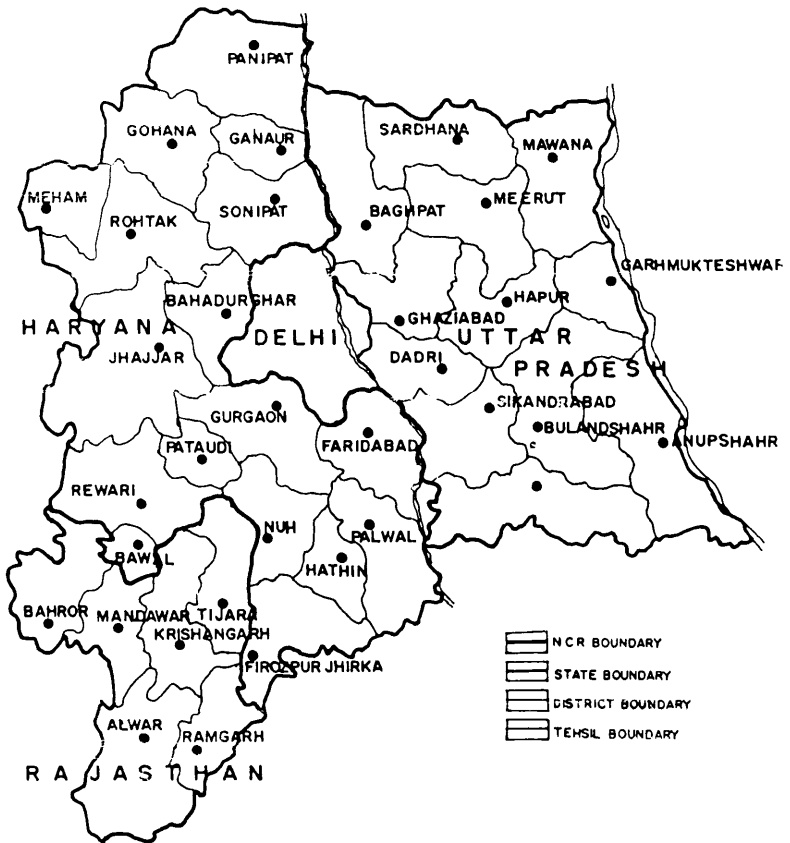 PANIPAT
GOHANA
GANAUR
SARDHANA
MAWANA
MEHAM
ROHTAK
SONIPAT
BAGHPAT
MEERUT
GARHMUKTESHWAR
BAHADURGHAR
HAPUR
HARYANA
DELHI
GHAZIABAD
UTTAR
JHAJJAR
DADRI
PRADESH
GURGAON
SIKANDRABAD
PATAUDI
FARIDABAD
BULANDSHAHR
ANUPSHAHR
REWARI
NUH
PALWAL
BAWAL
HATHIN
BAHROR
MANDAWAR
TIJARA
KRISHANGARH
FIROZPUR JHIRKA
NCR BOUNDARY
STATE BOUNDARY
DISTRICT BOUNDARY
TEHSIL BOUNDARY
ALWAR
RAMGARH
RAJASTHAN